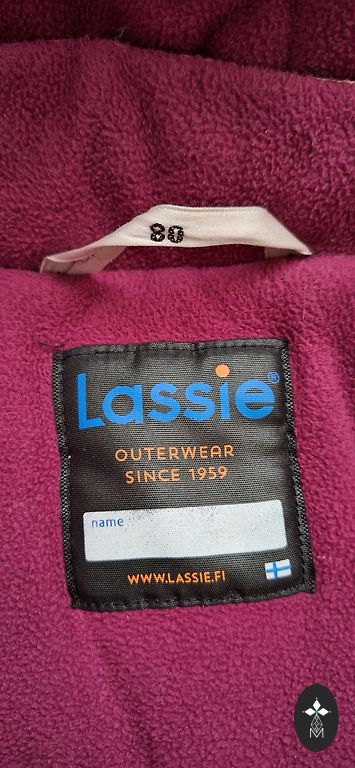 80
Lassie®
OUTERWEAR
SINCE 1959
name
WWW.LASSIE.FI
M